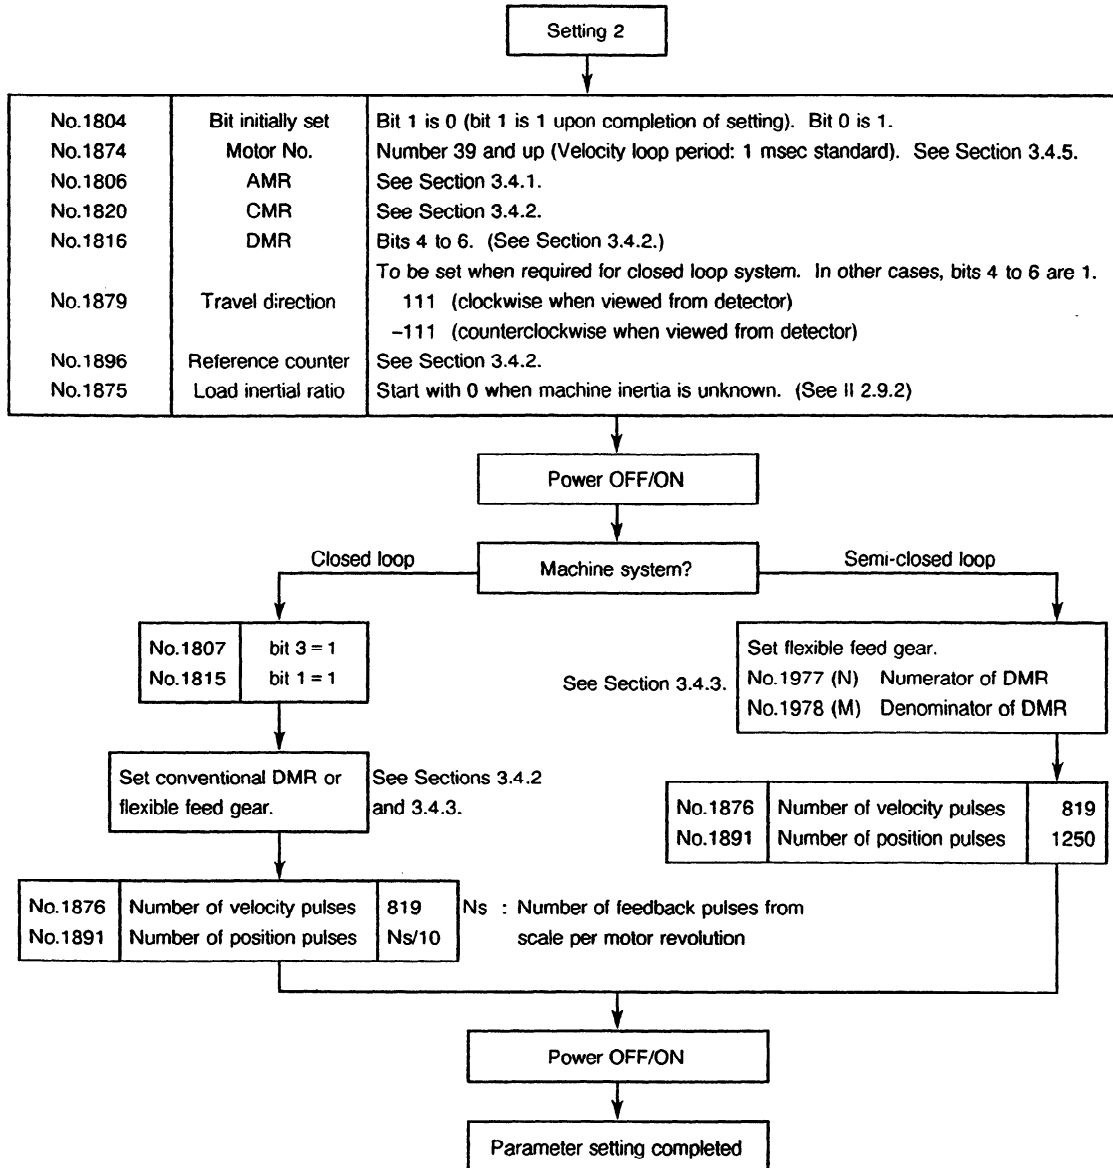 Setting 2
No.1804 Bit initially set Bit 1 is 0 (bit 1 is 1 upon completion of setting). Bit 0 is 1.
No.1874 Motor No. Number 39 and up (Velocity loop period: 1 msec standard). See Section 3.4.5.
No.1806 AMR See Section 3.4.1.
No.1820 CMR See Section 3.4.2.
No.1816 DMR Bits 4 to 6. (See Section 3.4.2.)
To be set when required for closed loop system. In other cases, bits 4 to 6 are 1.
No.1879 Travel direction 111 (clockwise when viewed from detector)
−111 (counterclockwise when viewed from detector)
No.1896 Reference counter See Section 3.4.2.
No.1875 Load inertial ratio Start with 0 when machine inertia is unknown. (See II 2.9.2)
Power OFF/ON
Closed loop
Machine system?
Semi-closed loop
No.1807 bit 3 = 1
No.1815 bit 1 = 1
See Section 3.4.3.
Set flexible feed gear.
No.1977 (N) Numerator of DMR
No.1978 (M) Denominator of DMR
Set conventional DMR or
flexible feed gear.
See Sections 3.4.2
and 3.4.3.
No.1876 Number of velocity pulses 819
No.1891 Number of position pulses 1250
No.1876 Number of velocity pulses 819
No.1891 Number of position pulses Ns/10
Ns : Number of feedback pulses from
scale per motor revolution
Power OFF/ON
Parameter setting completed